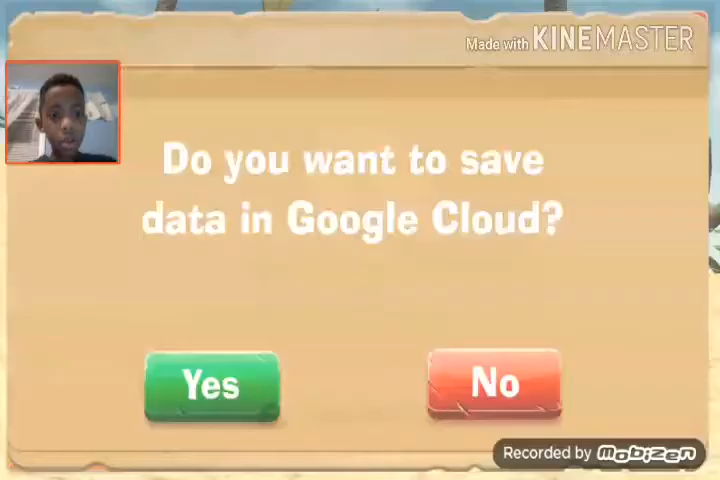 Made with KINEMASTER
Do you want to save
data in Google Cloud?
Yes
No
Recorded by mobizen